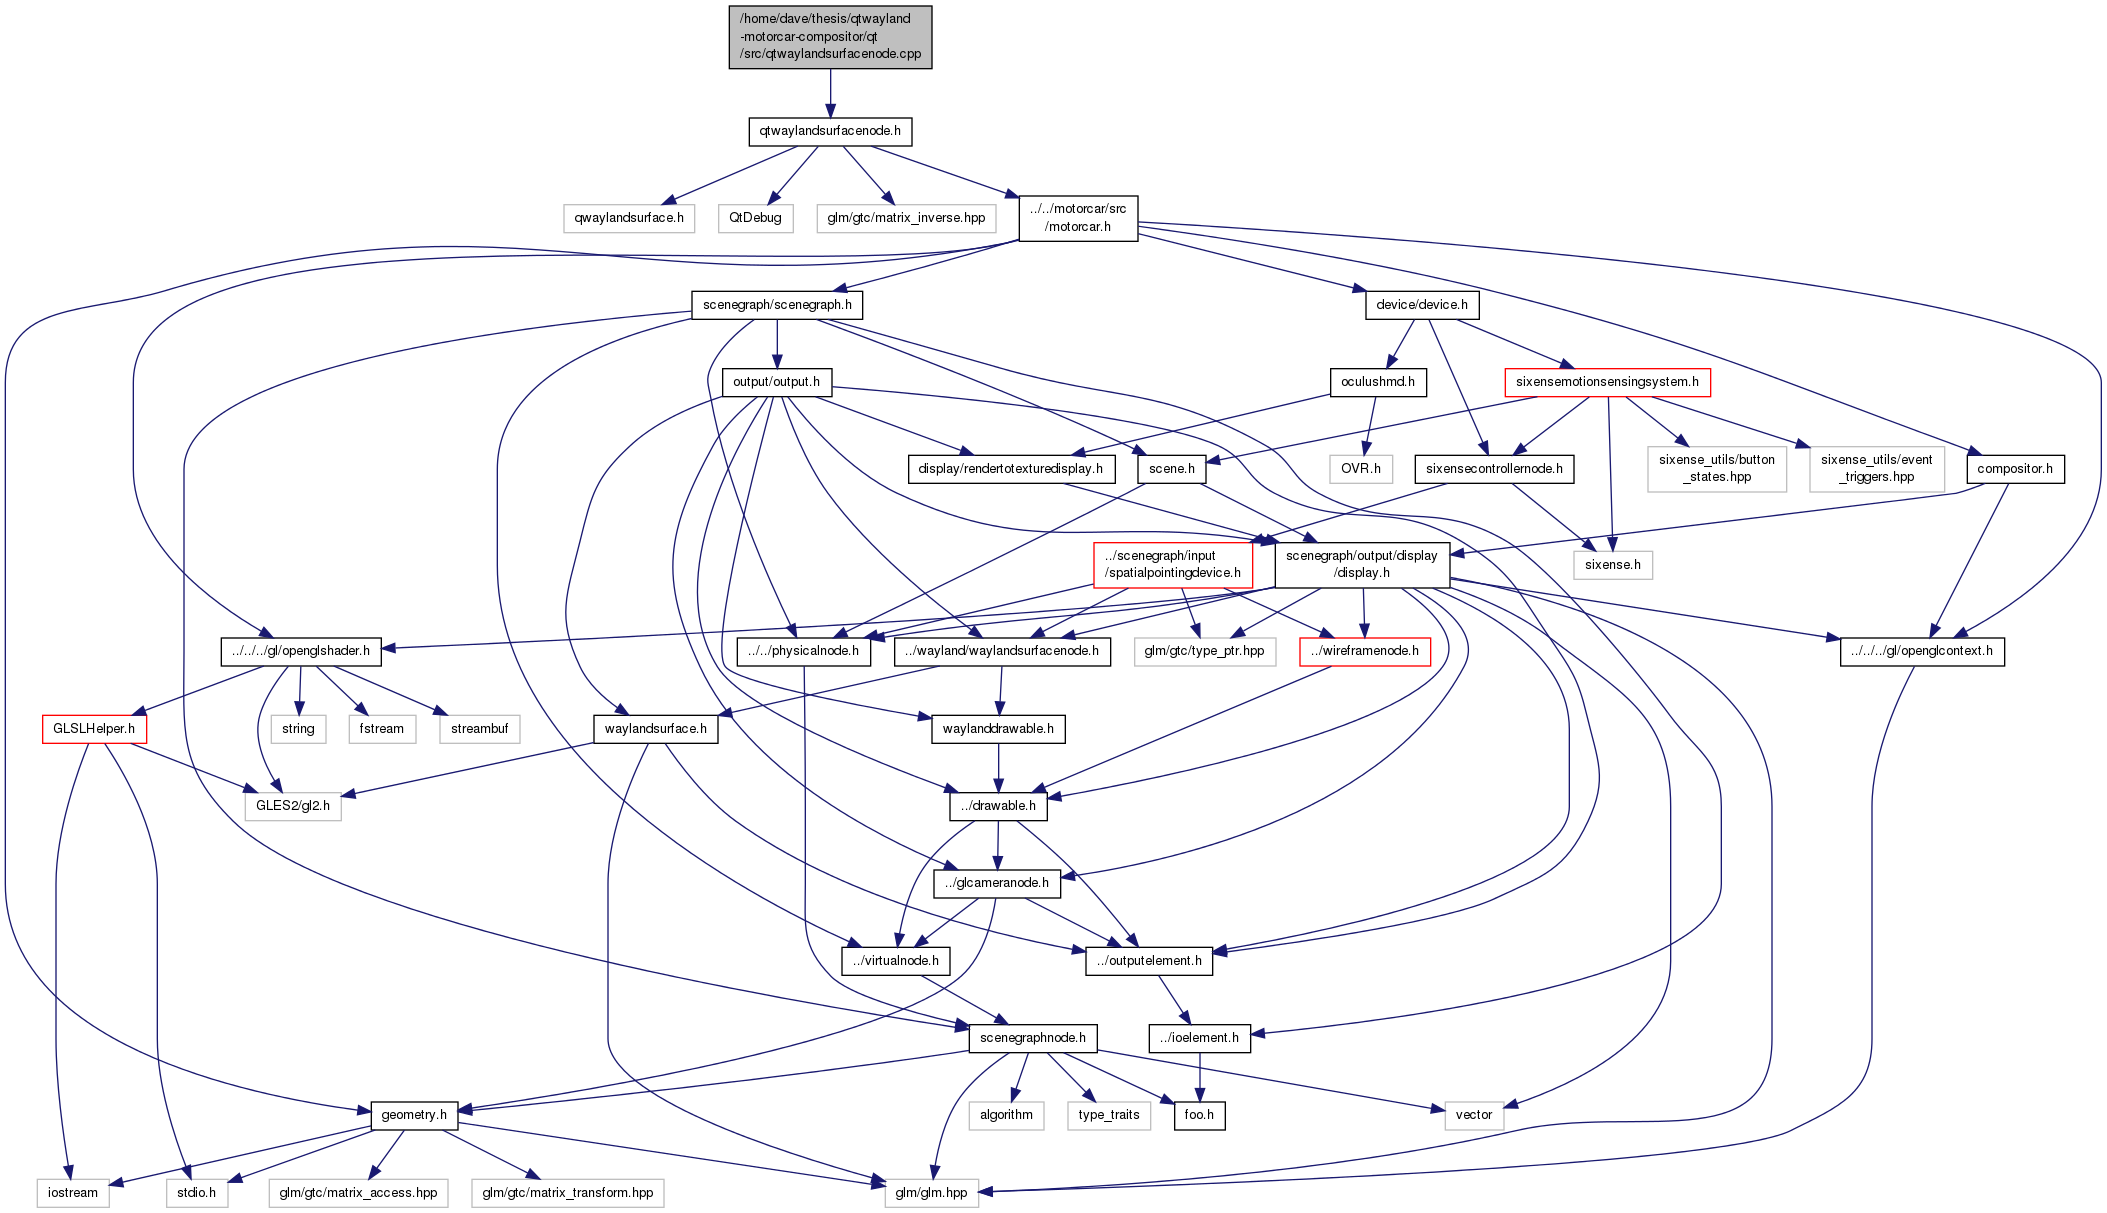 /home/dave/thesis/qtwayland
-motorcar-compositor/qt
/src/qtwaylandsurfacenode.cpp
qtwaylandsurfacenode.h
qwaylandsurface.h
QtDebug
glm/gtc/matrix_inverse.hpp
../../motorcar/src
/motorcar.h
scenegraph/scenegraph.h
device/device.h
output/output.h
oculushmd.h
sixensemotionsensingsystem.h
display/rendertotexturedisplay.h
scene.h
OVR.h
sixensecontrollernode.h
sixense_utils/button
_states.hpp
sixense_utils/event
_triggers.hpp
compositor.h
../scenegraph/input
/spatialpointingdevice.h
scenegraph/output/display
/display.h
sixense.h
../../../gl/openglshader.h
../../physicalnode.h
../wayland/waylandsurfacenode.h
glm/gtc/type_ptr.hpp
../wireframenode.h
../../../gl/openglcontext.h
GLSLHelper.h
string
fstream
streambuf
waylandsurface.h
waylanddrawable.h
GLES2/gl2.h
../drawable.h
../glcameranode.h
../virtualnode.h
../outputelement.h
scenegraphnode.h
../ioelement.h
geometry.h
algorithm
type_traits
foo.h
vector
iostream
stdio.h
glm/gtc/matrix_access.hpp
glm/gtc/matrix_transform.hpp
glm/glm.hpp